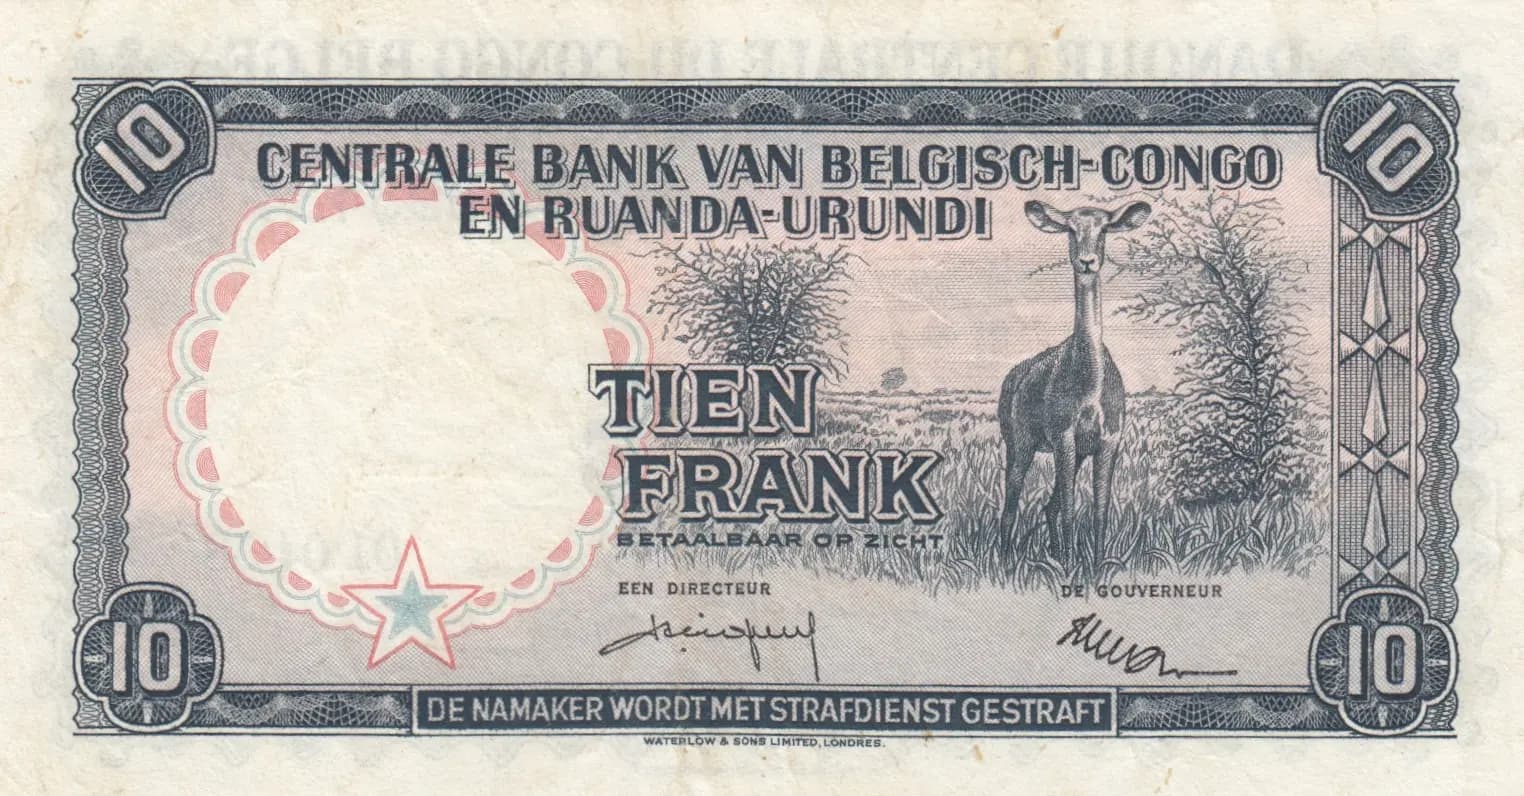 10 10
CENTRALE BANK VAN BELGISCH-CONGO
EN RUANDA-URUNDI
TIEN
FRANK
BETAALBAAR OP ZICHT
EEN DIRECTEUR DE GOUVERNEUR
10 10
DE NAMAKER WORDT MET STRAFDIENST GESTRAFT
WATERLOW & SONS LIMITED, LONDRES.